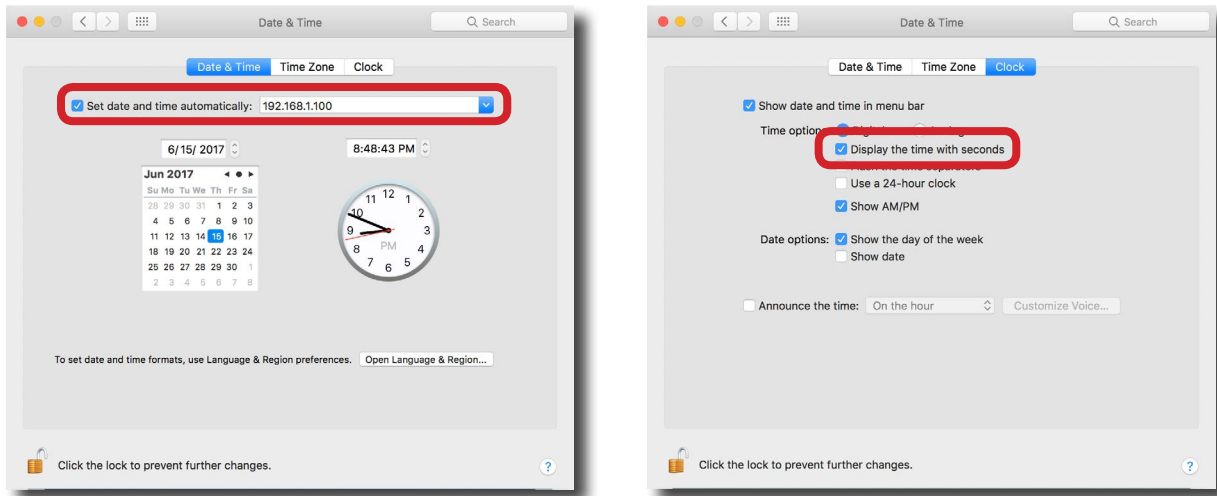 Date & Time
Search
Date & Time Time Zone Clock
Set date and time automatically: 192.168.1.100
6/15/ 2017
8:48:43 PM
Jun 2017
Su Mo Tu We Th Fr Sa
28 29 30 31 1 2 3
4 5 6 7 8 9 10
11 12 13 14 15 16 17
18 19 20 21 22 23 24
25 26 27 28 29 30 1
2 3 4 5 6 7 8
12
11 1
10 2
9 3
8 PM 4
7 5
6
To set date and time formats, use Language & Region preferences. Open Language & Region...
Click the lock to prevent further changes.
?
Date & Time
Search
Date & Time Time Zone Clock
Show date and time in menu bar
Time option
Display the time with seconds
Use a 24-hour clock
Show AM/PM
Date options: Show the day of the week
Show date
Announce the time: On the hour Customize Voice...
Click the lock to prevent further changes.
?